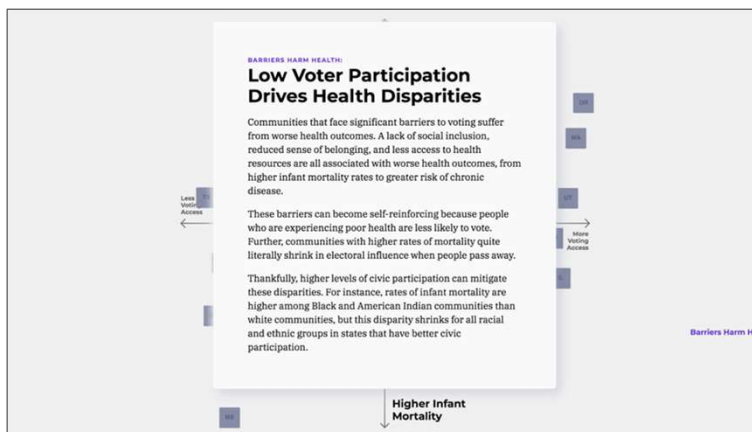 BARRIERS HARM HEALTH:
Low Voter Participation
Drives Health Disparities
Communities that face significant barriers to voting suffer
from worse health outcomes. A lack of social inclusion,
reduced sense of belonging, and less access to health
resources are all associated with worse health outcomes, from
higher infant mortality rates to greater risk of chronic
disease.
These barriers can become self-reinforcing because people
who are experiencing poor health are less likely to vote.
Further, communities with higher rates of mortality quite
literally shrink in electoral influence when people pass away.
Thankfully, higher levels of civic participation can mitigate
these disparities. For instance, rates of infant mortality are
higher among Black and American Indian communities than
white communities, but this disparity shrinks for all racial
and ethnic groups in states that have better civic
participation.
OR
WA
Less
Voting
Access
UT
More
Voting
Access
Barriers Harm H
Higher Infant
Mortality
MS